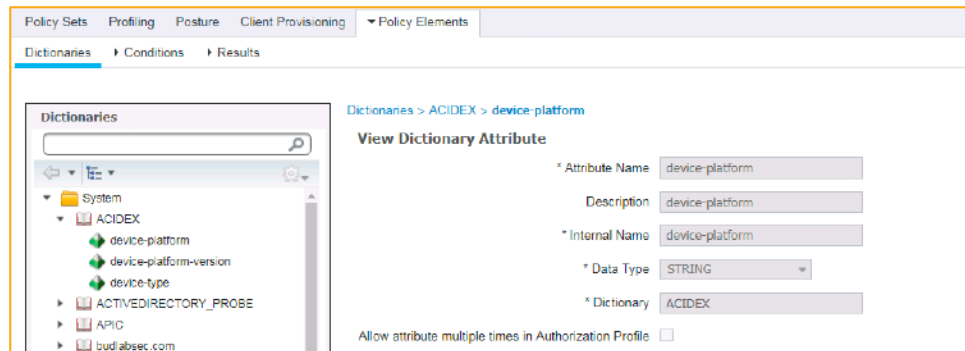 Policy Sets Profiling Posture Client Provisioning Policy Elements
Dictionaries Conditions Results
Dictionaries
System
ACIDEX
device-platform
device-platform-version
device-type
ACTIVEDIRECTORY_PROBE
APIC
budlabsec.com
Dictionaries > ACIDEX > device-platform
View Dictionary Attribute
* Attribute Name device-platform
Description device-platform
* Internal Name device-platform
* Data Type STRING
* Dictionary ACIDEX
Allow attribute multiple times in Authorization Profile